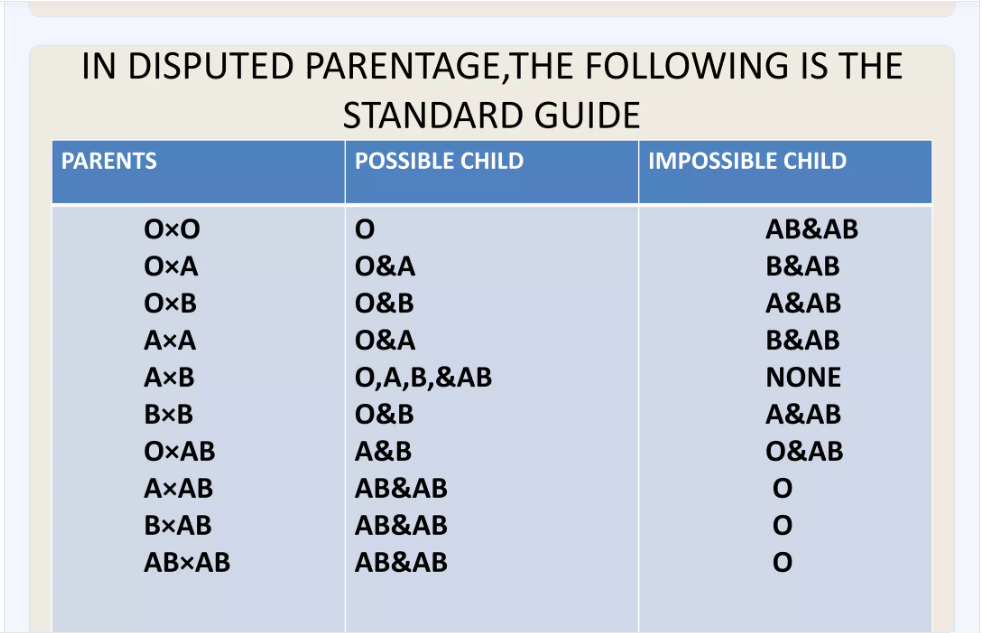 IN DISPUTED PARENTAGE,THE FOLLOWING IS THE
STANDARD GUIDE
PARENTS POSSIBLE CHILD IMPOSSIBLE CHILD
O×O O AB&AB
O×A O&A B&AB
O×B O&B A&AB
A×A O&A B&AB
A×B O,A,B,&AB NONE
B×B O&B A&AB
O×AB A&B O&AB
A×AB AB&AB O
B×AB AB&AB O
AB×AB AB&AB O